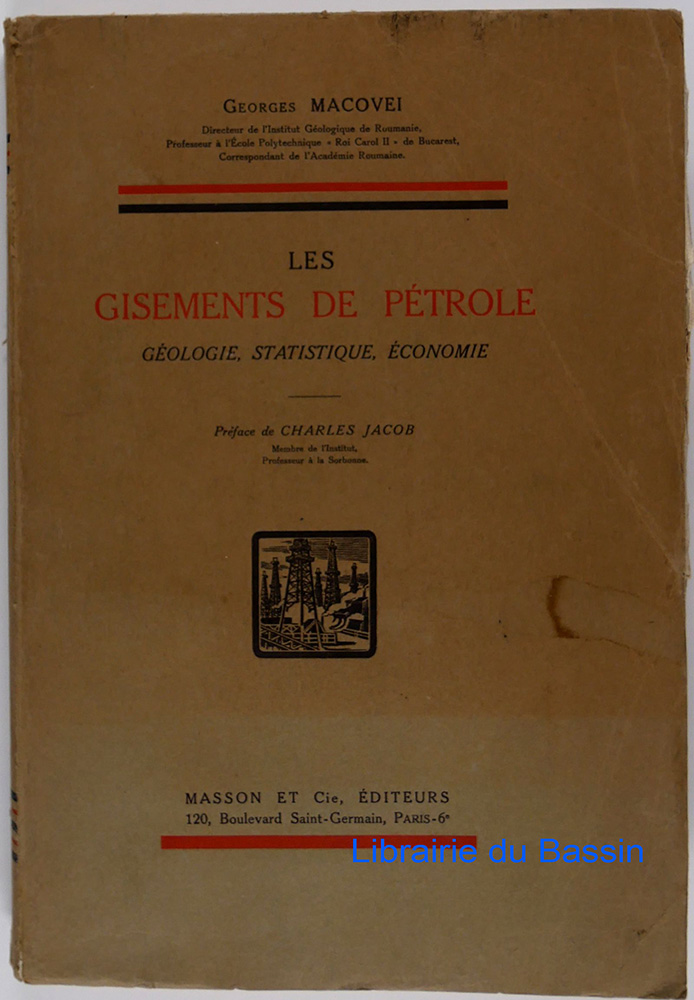 GEORGES MACOVEI
Directeur de l'Institut Géologique de Roumanie,
Professeur à l'École Polytechnique « Roi Carol II » de Bucarest,
Correspondant de l'Académie Roumaine.
LES
GISEMENTS DE PÉTROLE
GÉOLOGIE, STATISTIQUE, ÉCONOMIE
Préface de CHARLES JACOB
Membre de l'Institut,
Professeur à la Sorbonne.
MASSON ET Cie, ÉDITEURS
120, Boulevard Saint-Germain, PARIS-6e
Librairie du Bassin